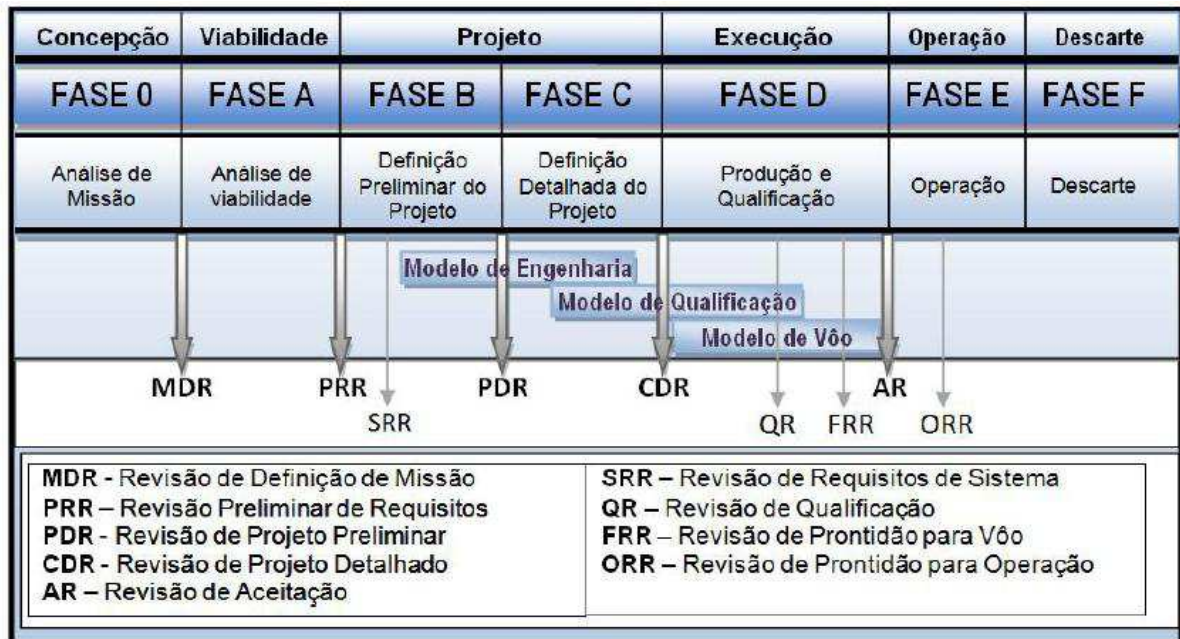 Concepção Viabilidade Projeto Execução Operação Descarte
FASE 0 FASE A FASE B FASE C FASE D FASE E FASE F
Análise de Missão
Análise de viabilidade
Definição Preliminar do Projeto
Definição Detalhada do Projeto
Produção e Qualificação
Operação
Descarte
Modelo de Engenharia
Modelo de Qualificação
Modelo de Vôo
MDR PRR PDR CDR AR
SRR QR FRR ORR
MDR - Revisão de Definição de Missão
PRR – Revisão Preliminar de Requisitos
PDR - Revisão de Projeto Preliminar
CDR - Revisão de Projeto Detalhado
AR – Revisão de Aceitação
SRR – Revisão de Requisitos de Sistema
QR – Revisão de Qualificação
FRR – Revisão de Prontidão para Vôo
ORR – Revisão de Prontidão para Operação